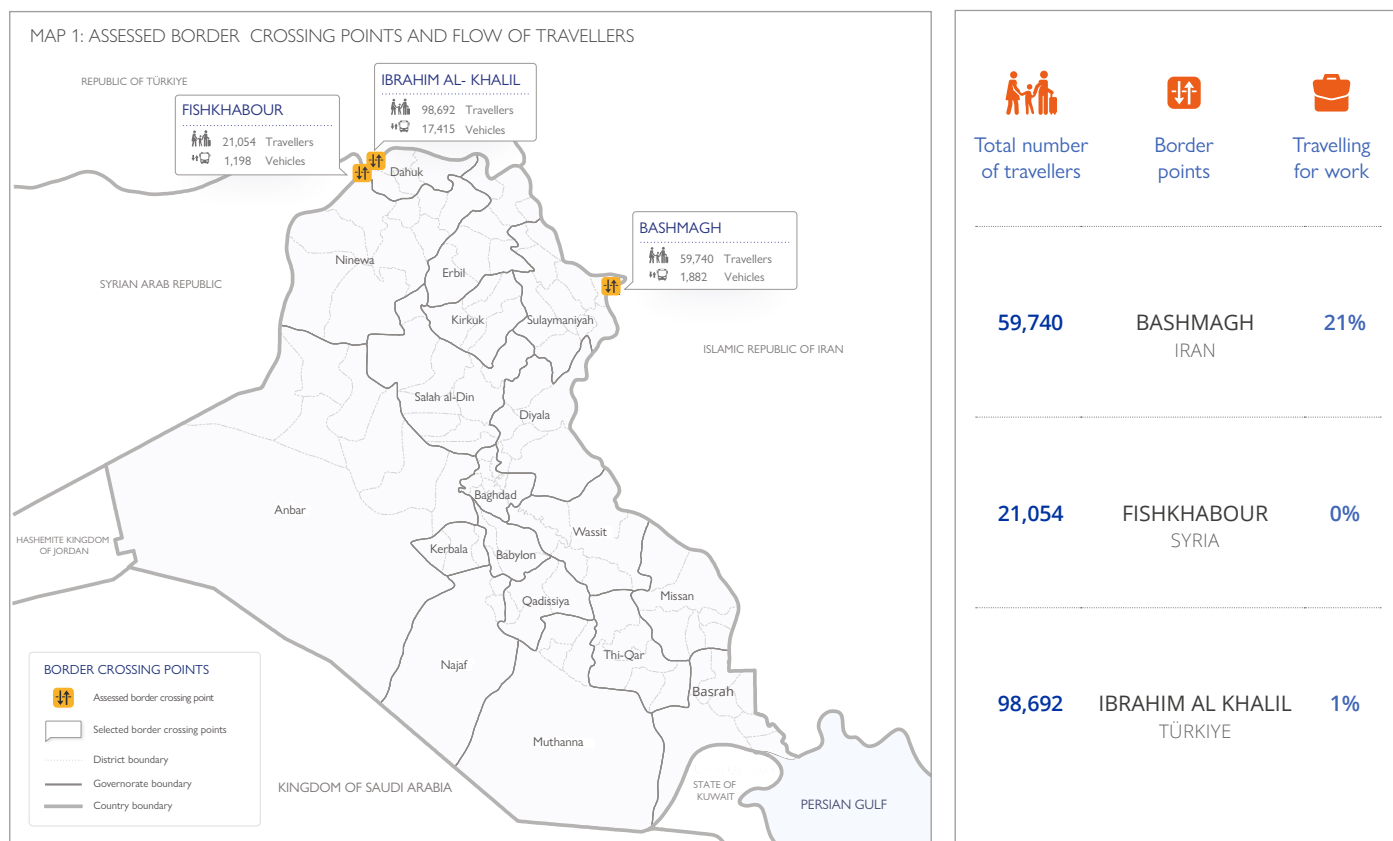 MAP 1: ASSESSED BORDER CROSSING POINTS AND FLOW OF TRAVELLERS
REPUBLIC OF TÜRKIYE
IBRAHIM AL- KHALIL
98,692 Travellers
17,415 Vehicles
FISHKHABOUR
21,054 Travellers
1,198 Vehicles
Dahuk
BASHMAGH
59,740 Travellers
1,882 Vehicles
Ninewa
Erbil
SYRIAN ARAB REPUBLIC
Kirkuk
Sulaymaniyah
ISLAMIC REPUBLIC OF IRAN
Salah al-Din
Diyala
Baghdad
Anbar
Wassit
HASHEMITE KINGDOM
OF JORDAN
Kerbala
Babylon
Qadissiya
Missan
Najaf
Thi-Qar
Basrah
Muthanna
KINGDOM OF SAUDI ARABIA
STATE OF
KUWAIT
PERSIAN GULF
BORDER CROSSING POINTS
Assessed border crossing point
Selected border crossing points
District boundary
Governorate boundary
Country boundary
Total number
of travellers
Border
points
Travelling
for work
59,740
BASHMAGH
IRAN
21%
21,054
FISHKHABOUR
SYRIA
0%
98,692
IBRAHIM AL KHALIL
TÜRKIYE
1%